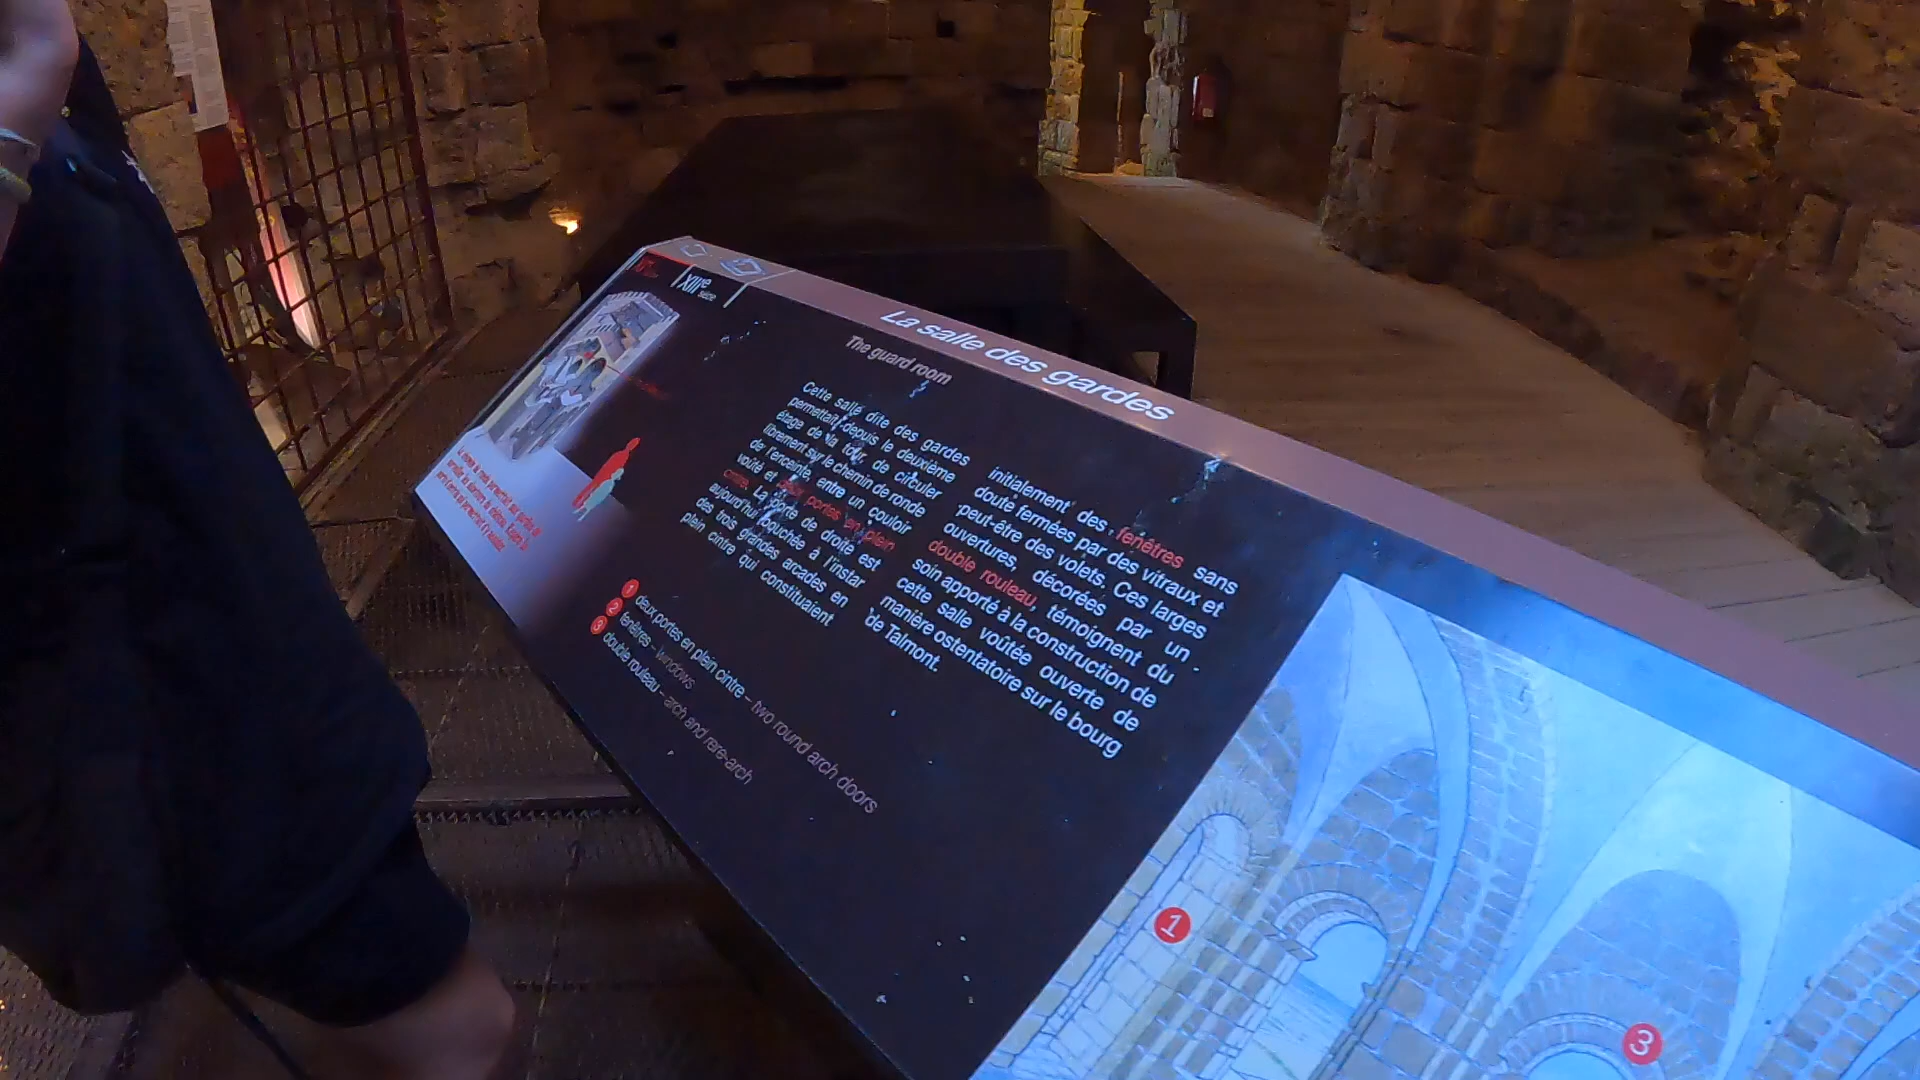 XIIIe
siècle
La salle des gardes
The guard room
Cette salle dite des gardes
permettait depuis le deuxième
étage de la tour de circuler
librement sur le chemin de ronde
de l'enceinte entre un couloir
voûté et deux portes en plein
cintre. La porte de droite est
aujourd'hui bouchée à l'instar
des trois grandes arcades en
plein cintre qui constituaient
initialement des fenêtres sans
doute fermées par des vitraux et
peut-être des volets. Ces larges
ouvertures, décorées par un
double rouleau, témoignent du
soin apporté à la construction de
cette salle voûtée ouverte de
manière ostentatoire sur le bourg
de Talmont.
1 deux portes en plein cintre – two round arch doors
2 fenêtres – windows
3 double rouleau – arch and rere-arch
1
3